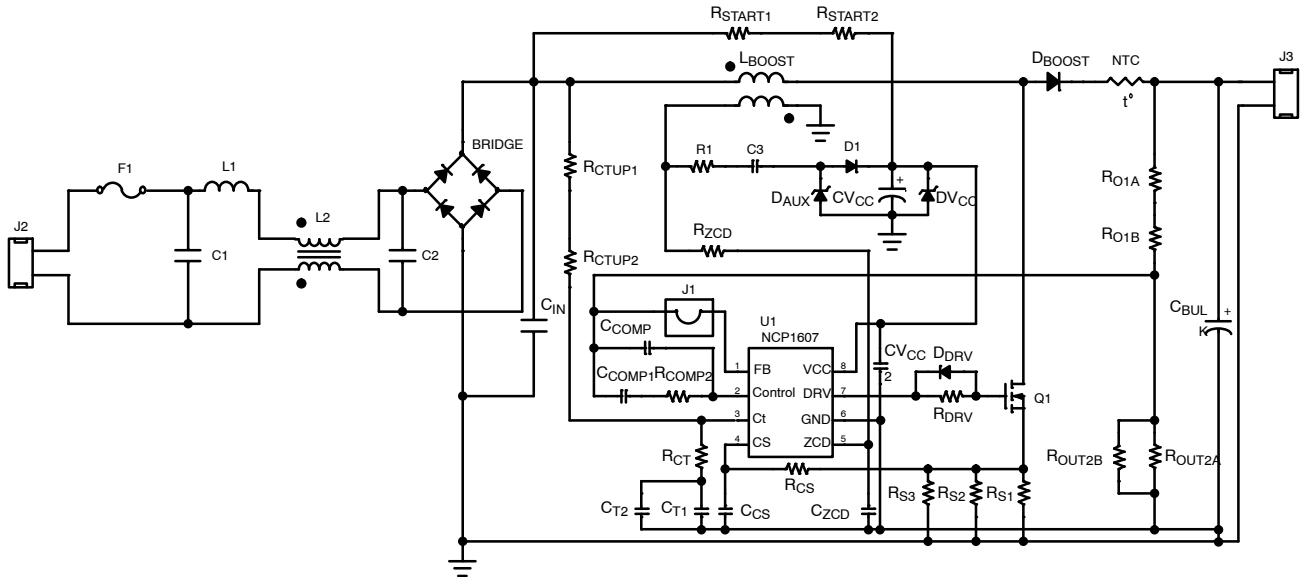 RSTART1
RSTART2
LBOOST
DBOOST
NTC
t°
J3
BRIDGE
F1
L1
L2
J2
C1
C2
CIN
RCTUP1
RCTUP2
R1
C3
D1
DAUX
CVCC
+
DVCC
RZCD
RO1A
RO1B
J1
CCOMP
CCOMP1
RCOMP2
U1
NCP1607
1
FB
VCC
8
2
Control
DRV
7
3
Ct
GND
6
4
CS
ZCD
5
CVCC
2
DDRV
RDRV
Q1
CBUL
K
+
RCT
CT2
CT1
CCS
RCS
CZCD
RS3
RS2
RS1
ROUT2B
ROUT2A